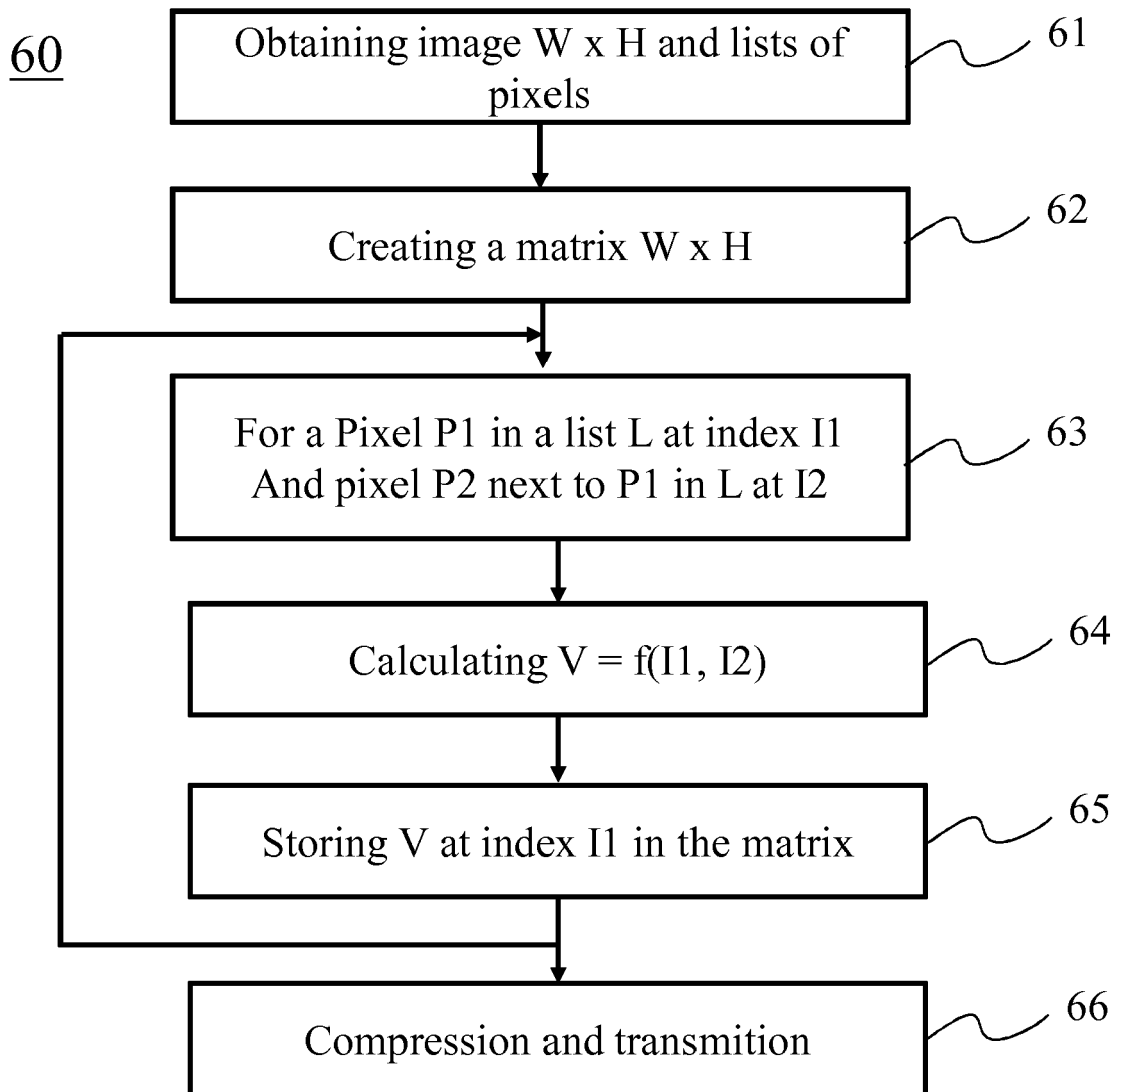 60
Obtaining image W x H and lists of
pixels
61
Creating a matrix W x H
62
For a Pixel P1 in a list L at index I1
And pixel P2 next to P1 in L at I2
63
Calculating V = f(I1, I2)
64
Storing V at index I1 in the matrix
65
Compression and transmition
66